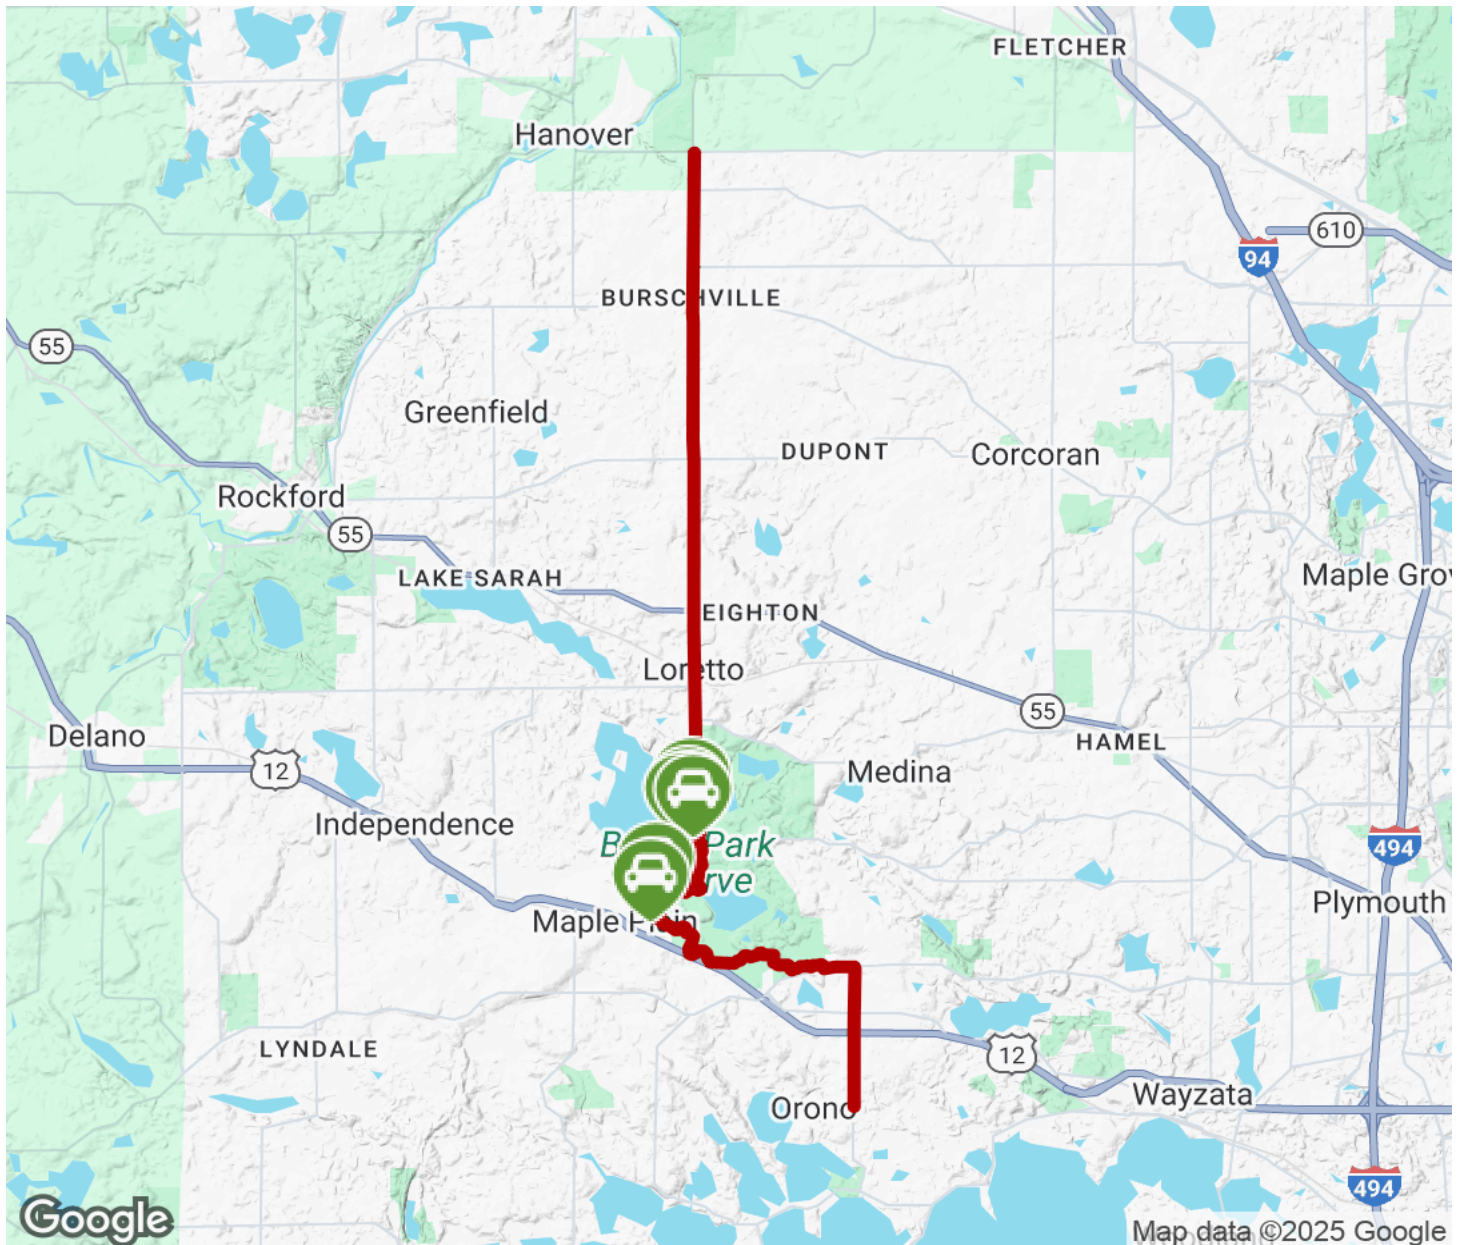 FLETCHER
Hanover
610
94
BURSCHVILLE
55
Greenfield
DUPONT
Corcoran
Rockford
55
LAKE SARAH
Maple Grov
EIGHTON
Loretto
55
Delano
HAMEL
12
Medina
Independence
B Park
rve
494
Plymouth
Maple Plain
LYNDALE
12
Wayzata
Orono
494
Google
Map data ©2025 Google